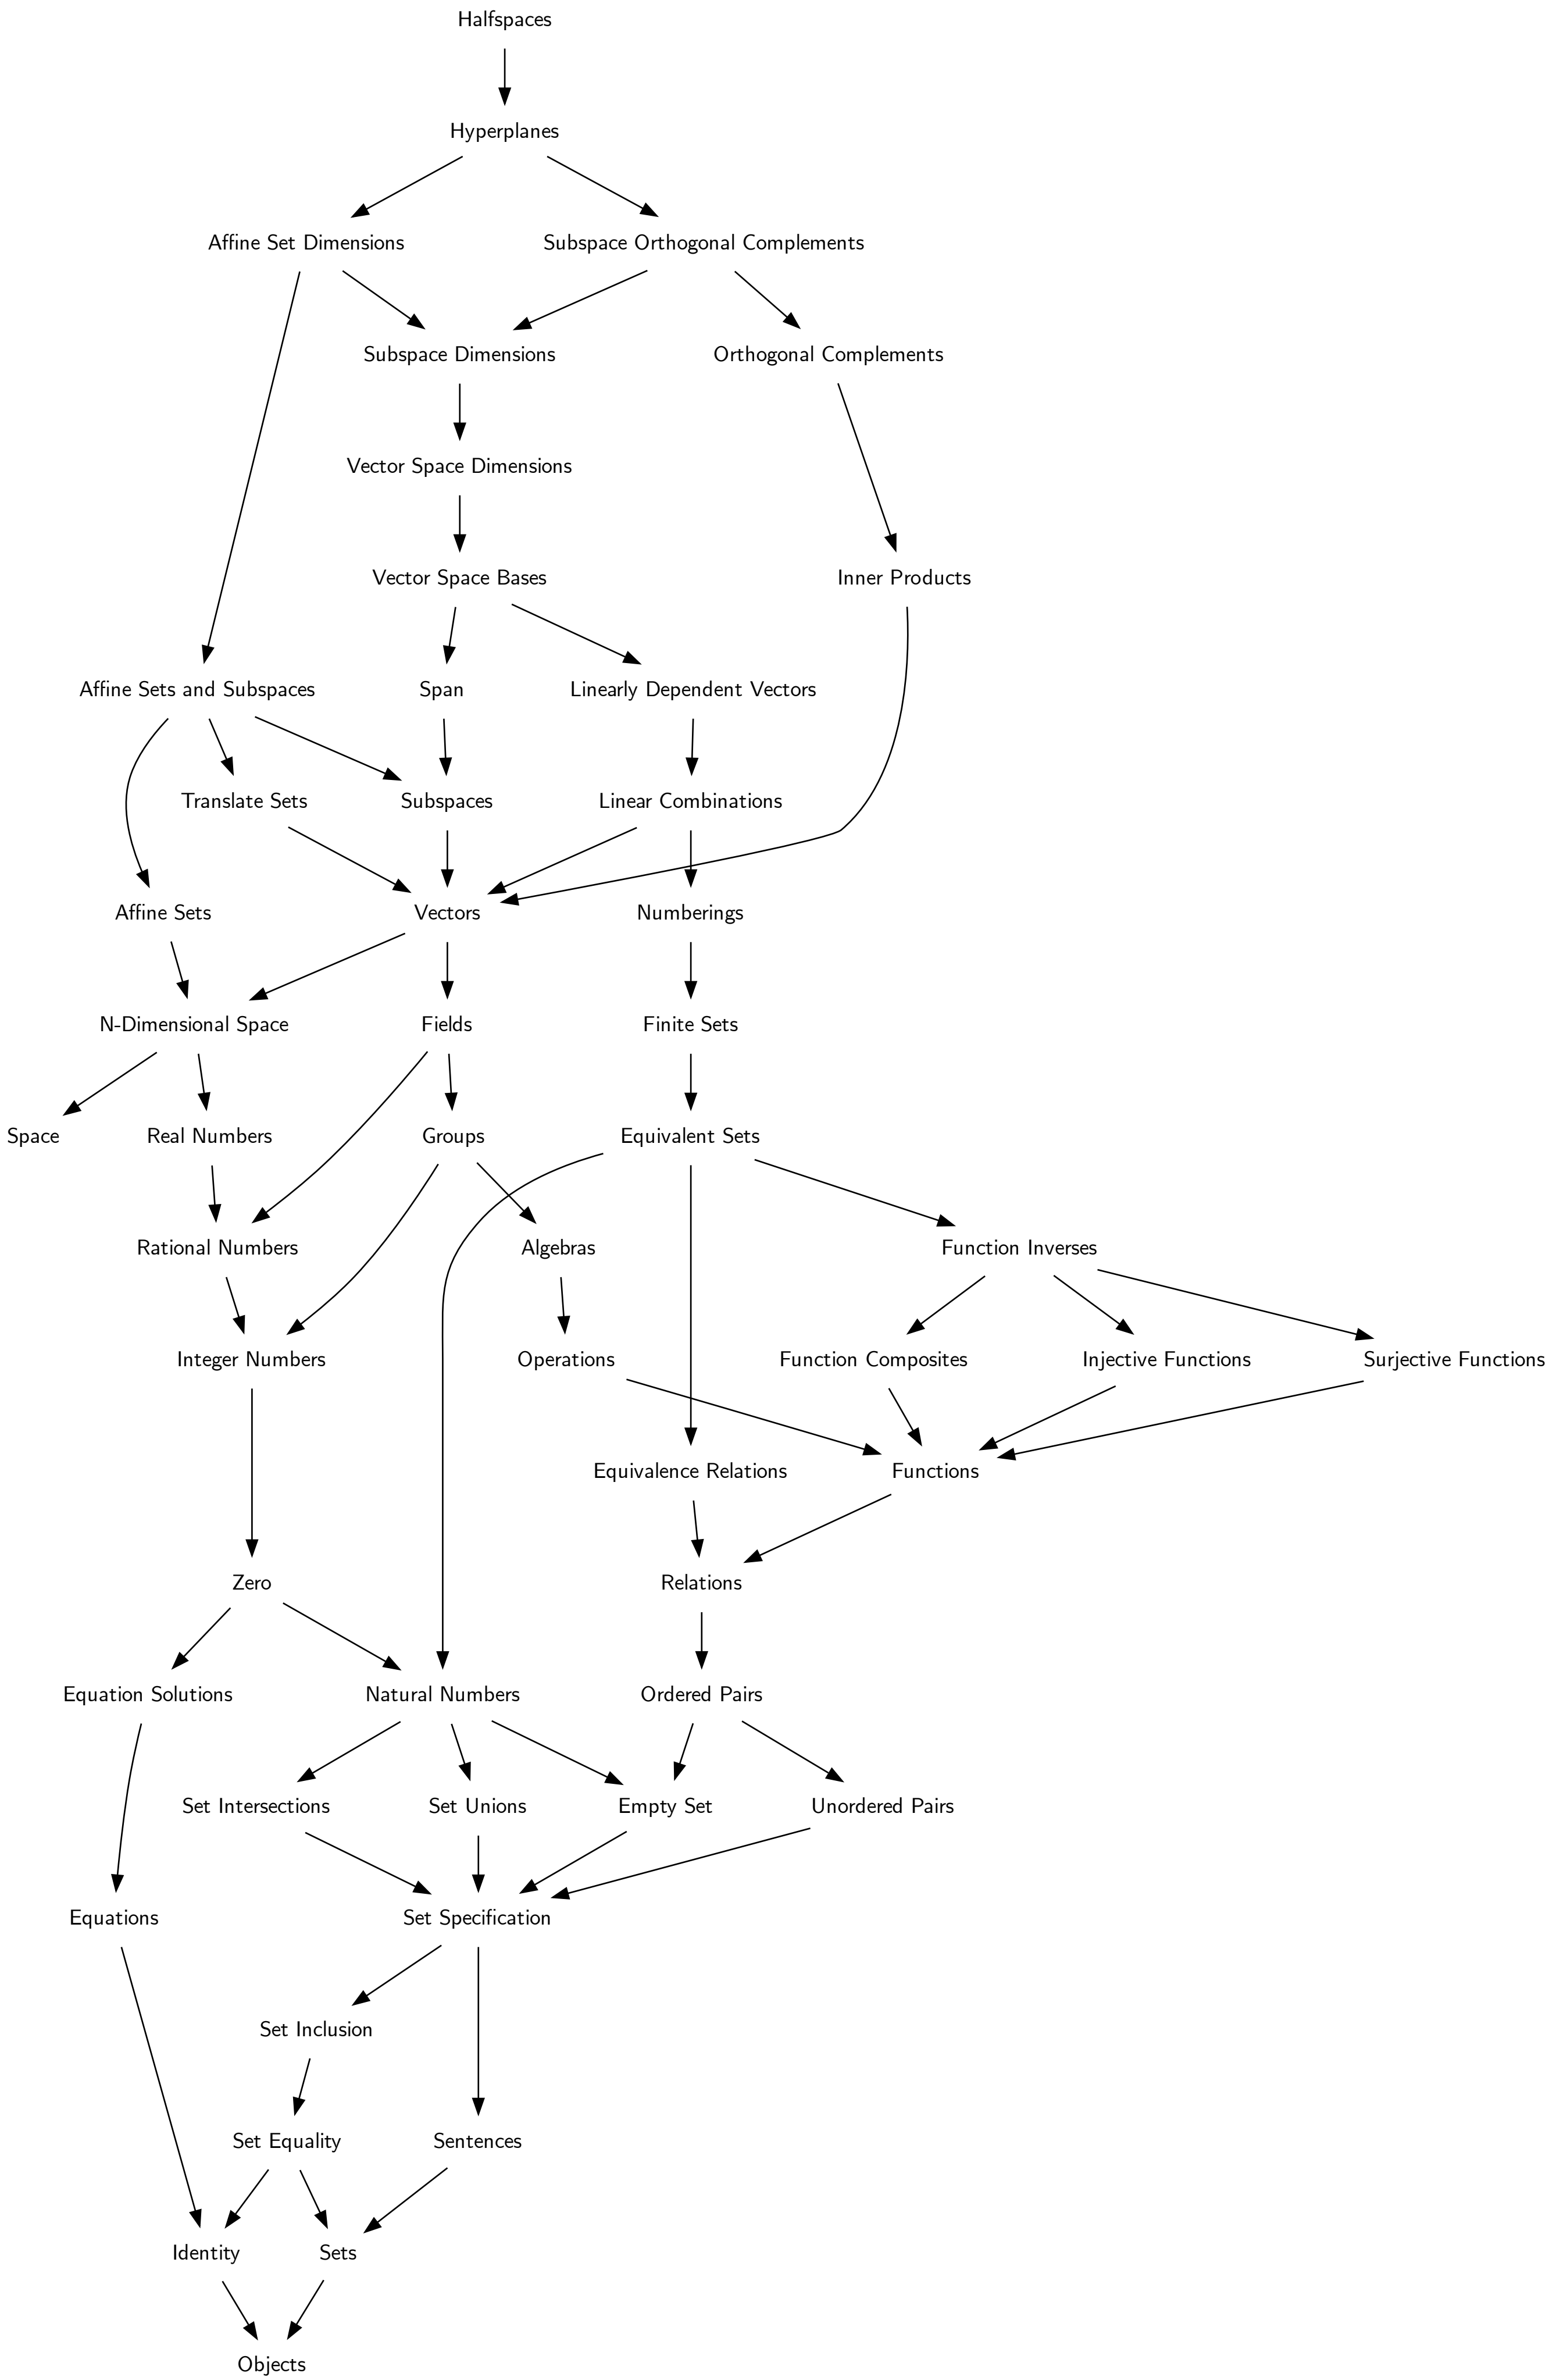 Halfspaces
Hyperplanes
Affine Set Dimensions
Subspace Orthogonal Complements
Subspace Dimensions
Orthogonal Complements
Vector Space Dimensions
Vector Space Bases
Inner Products
Affine Sets and Subspaces
Span
Linearly Dependent Vectors
Translate Sets
Subspaces
Linear Combinations
Affine Sets
Vectors
Numberings
N-Dimensional Space
Fields
Finite Sets
Space
Real Numbers
Groups
Equivalent Sets
Rational Numbers
Algebras
Function Inverses
Integer Numbers
Operations
Function Composites
Injective Functions
Surjective Functions
Equivalence Relations
Functions
Zero
Relations
Equation Solutions
Natural Numbers
Ordered Pairs
Set Intersections
Set Unions
Empty Set
Unordered Pairs
Equations
Set Specification
Set Inclusion
Set Equality
Sentences
Identity
Sets
Objects